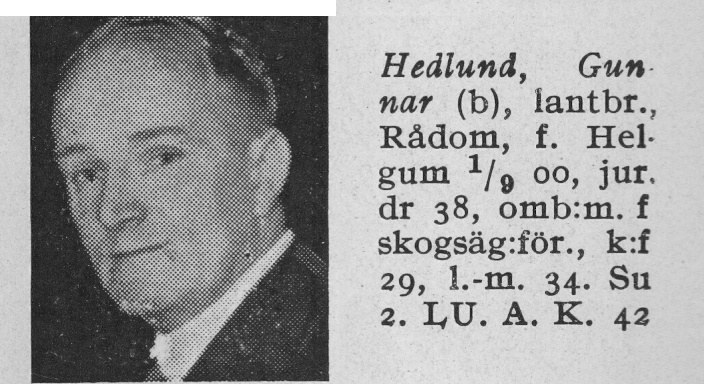 Hedlund, Gun-
nar (b), lantbr.,
Rådom, f. Hel-
gum 1/9 00, jur.
dr 38, omb:m. f
skogsäg:för., k:f
29, l.-m. 34. Su
2. LU. A. K. 42